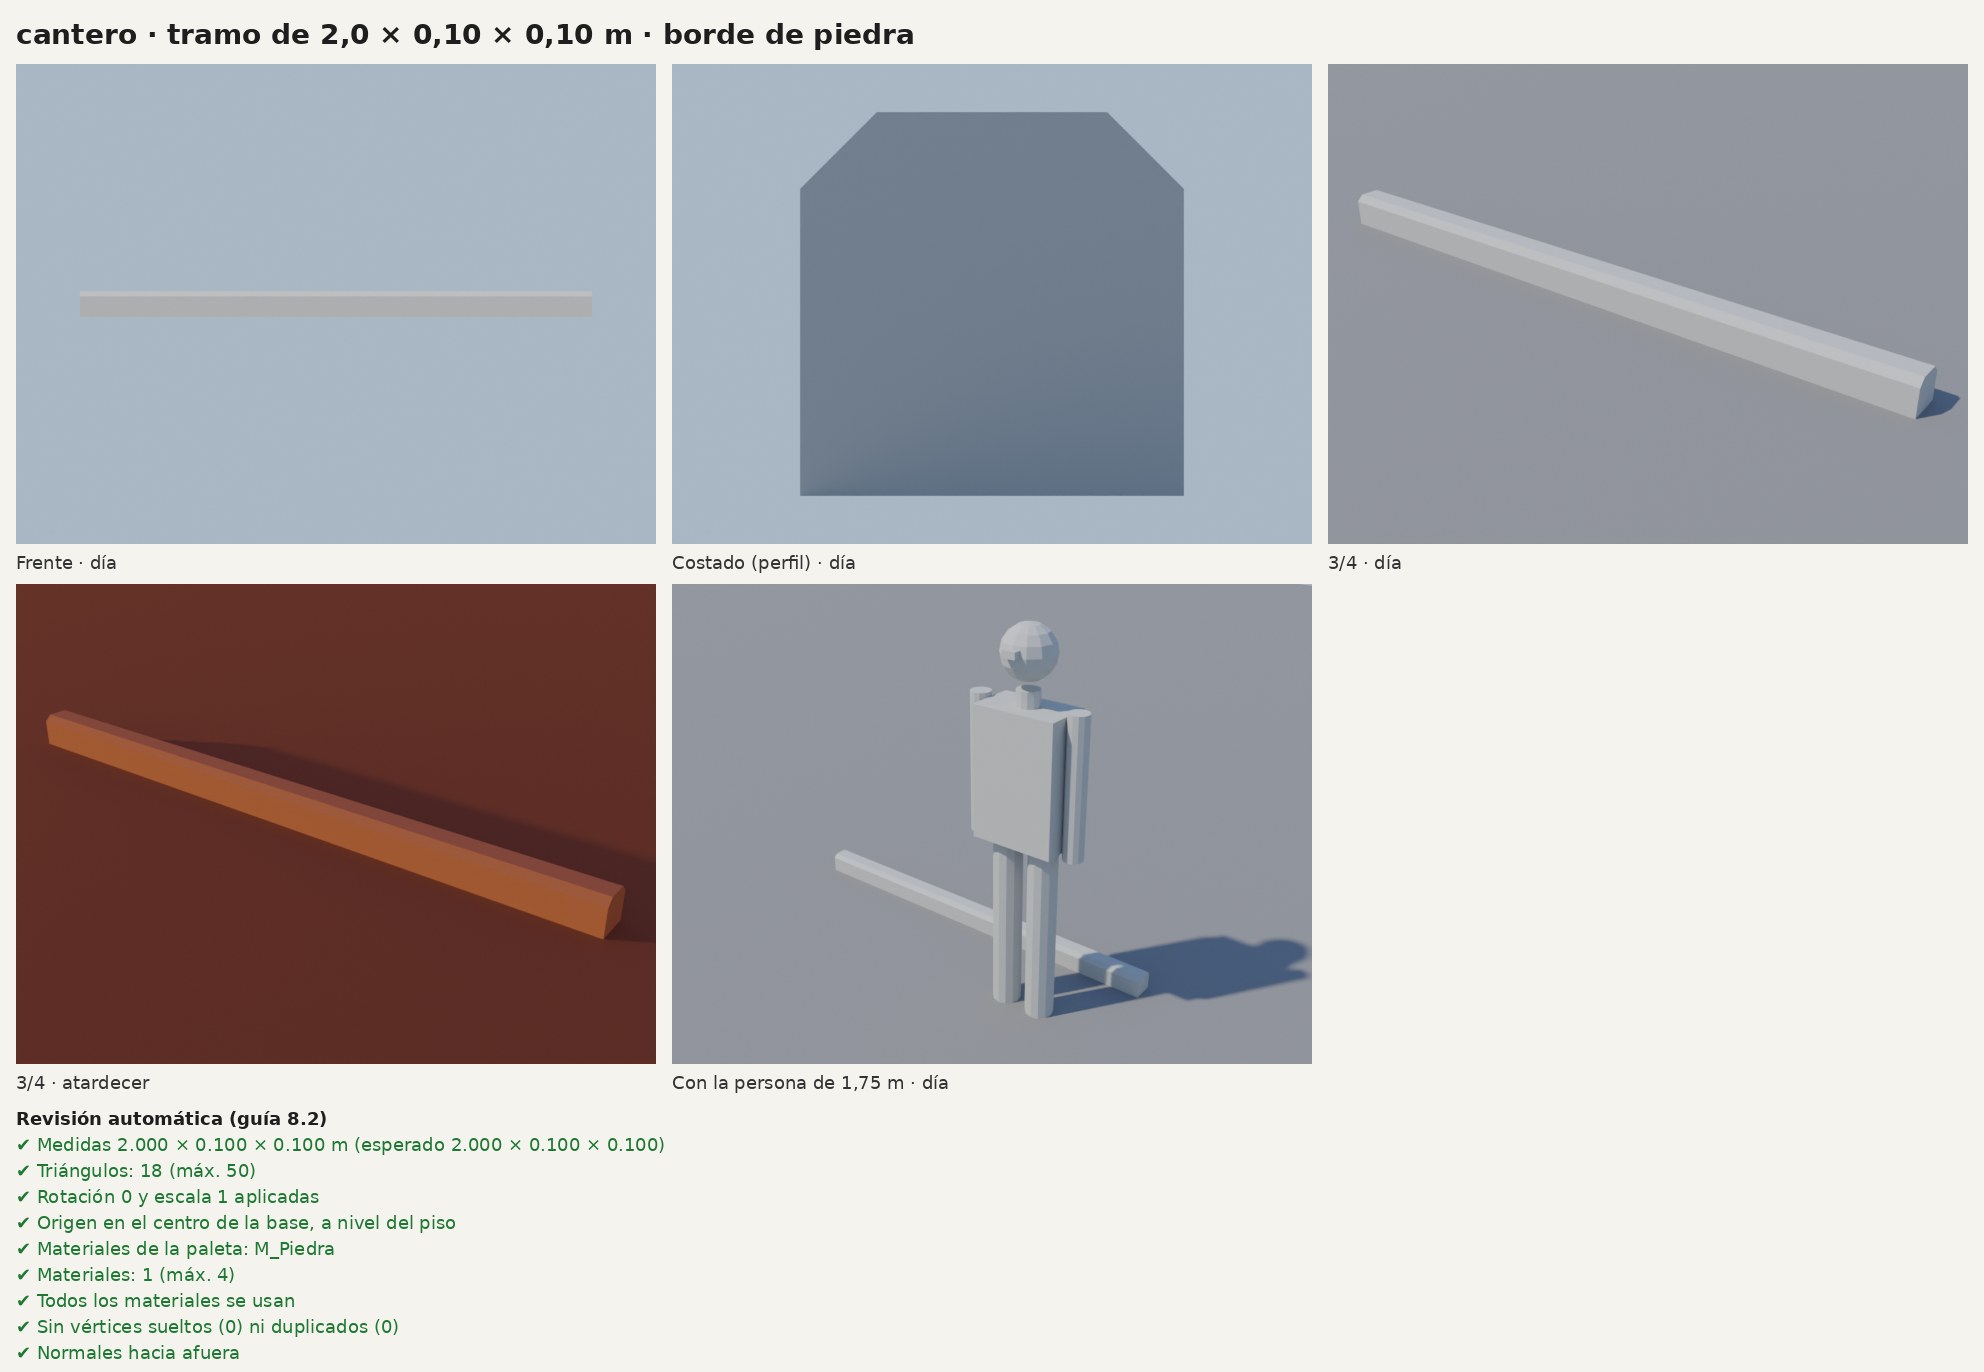 cantero · tramo de 2,0 × 0,10 × 0,10 m · borde de piedra
Frente · día
Costado (perfil) · día
3/4 · día
3/4 · atardecer
Con la persona de 1,75 m · día
Revisión automática (guía 8.2)
✔ Medidas 2.000 × 0.100 × 0.100 m (esperado 2.000 × 0.100 × 0.100)
✔ Triángulos: 18 (máx. 50)
✔ Rotación 0 y escala 1 aplicadas
✔ Origen en el centro de la base, a nivel del piso
✔ Materiales de la paleta: M_Piedra
✔ Materiales: 1 (máx. 4)
✔ Todos los materiales se usan
✔ Sin vértices sueltos (0) ni duplicados (0)
✔ Normales hacia afuera